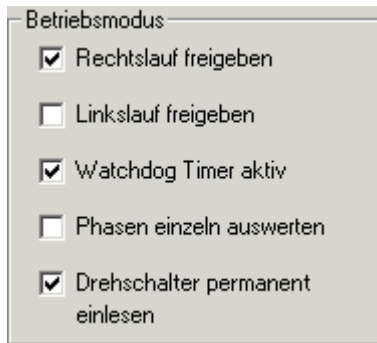 Betriebsmodus
Rechtslauf freigeben
Linkslauf freigeben
Watchdog Timer aktiv
Phasen einzeln auswerten
Drehschalter permanent
einlesen